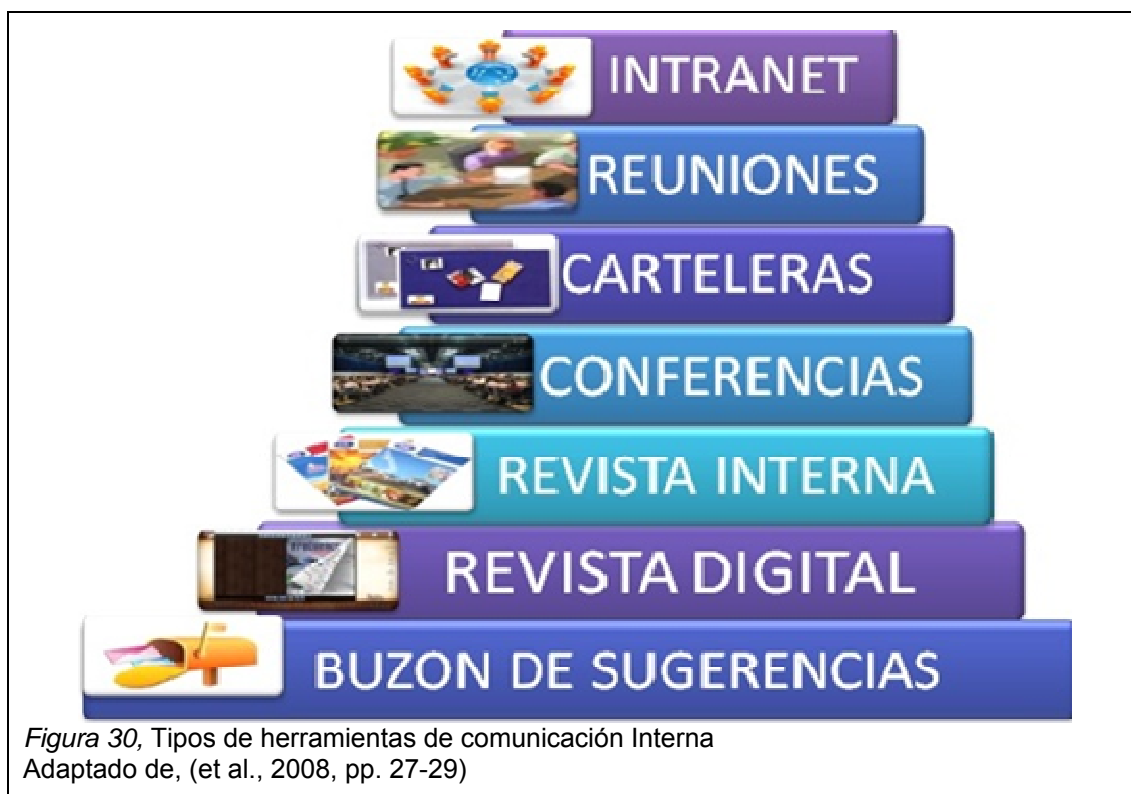 INTRANET
REUNIONES
CARTELERAS
CONFERENCIAS
REVISTA INTERNA
REVISTA DIGITAL
BUZON DE SUGERENCIAS
Figura 30, Tipos de herramientas de comunicación Interna
Adaptado de, (et al., 2008, pp. 27-29)